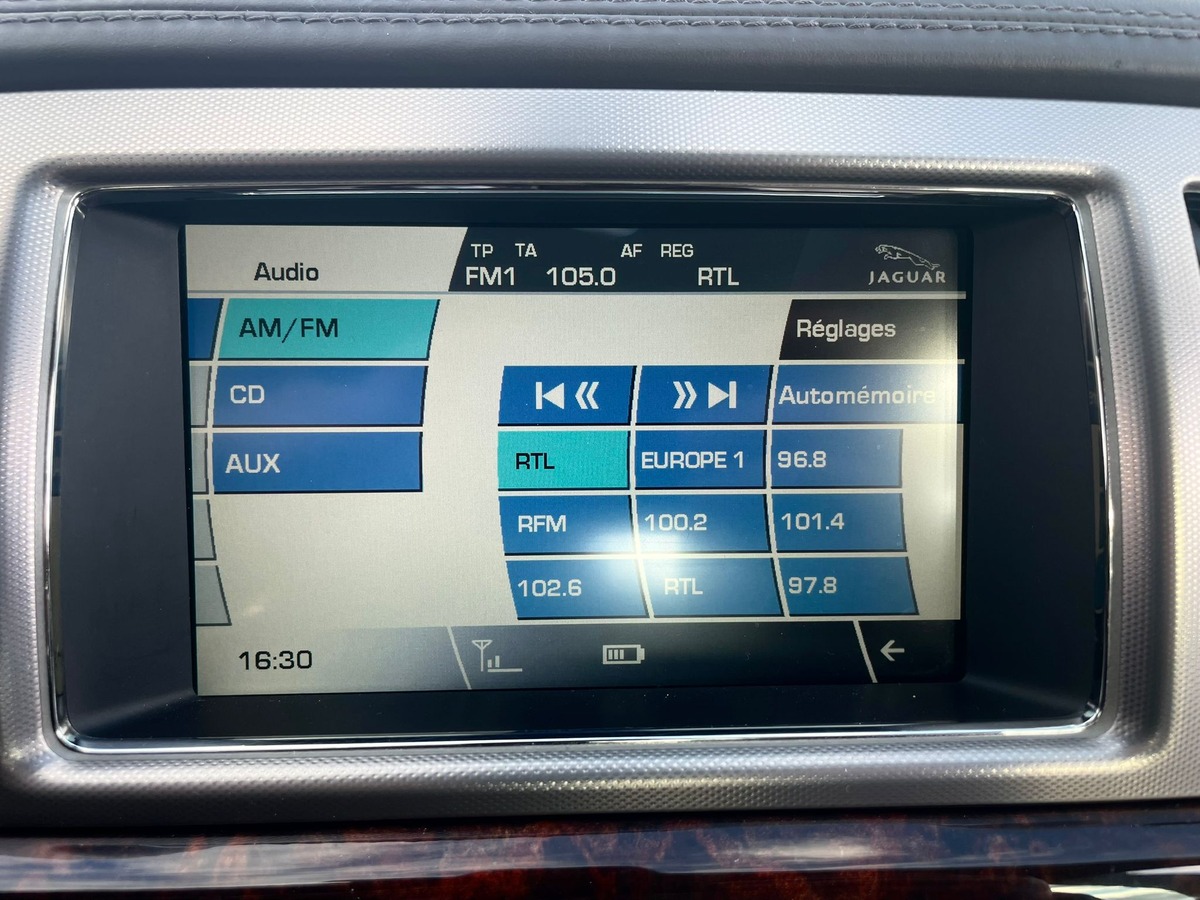 TP TA AF REG
Audio FM1 105.0 RTL JAGUAR
AM/FM Réglages
CD Automémoire
AUX RTL EUROPE 1 96.8
RFM 100.2 101.4
102.6 RTL 97.8
16:30